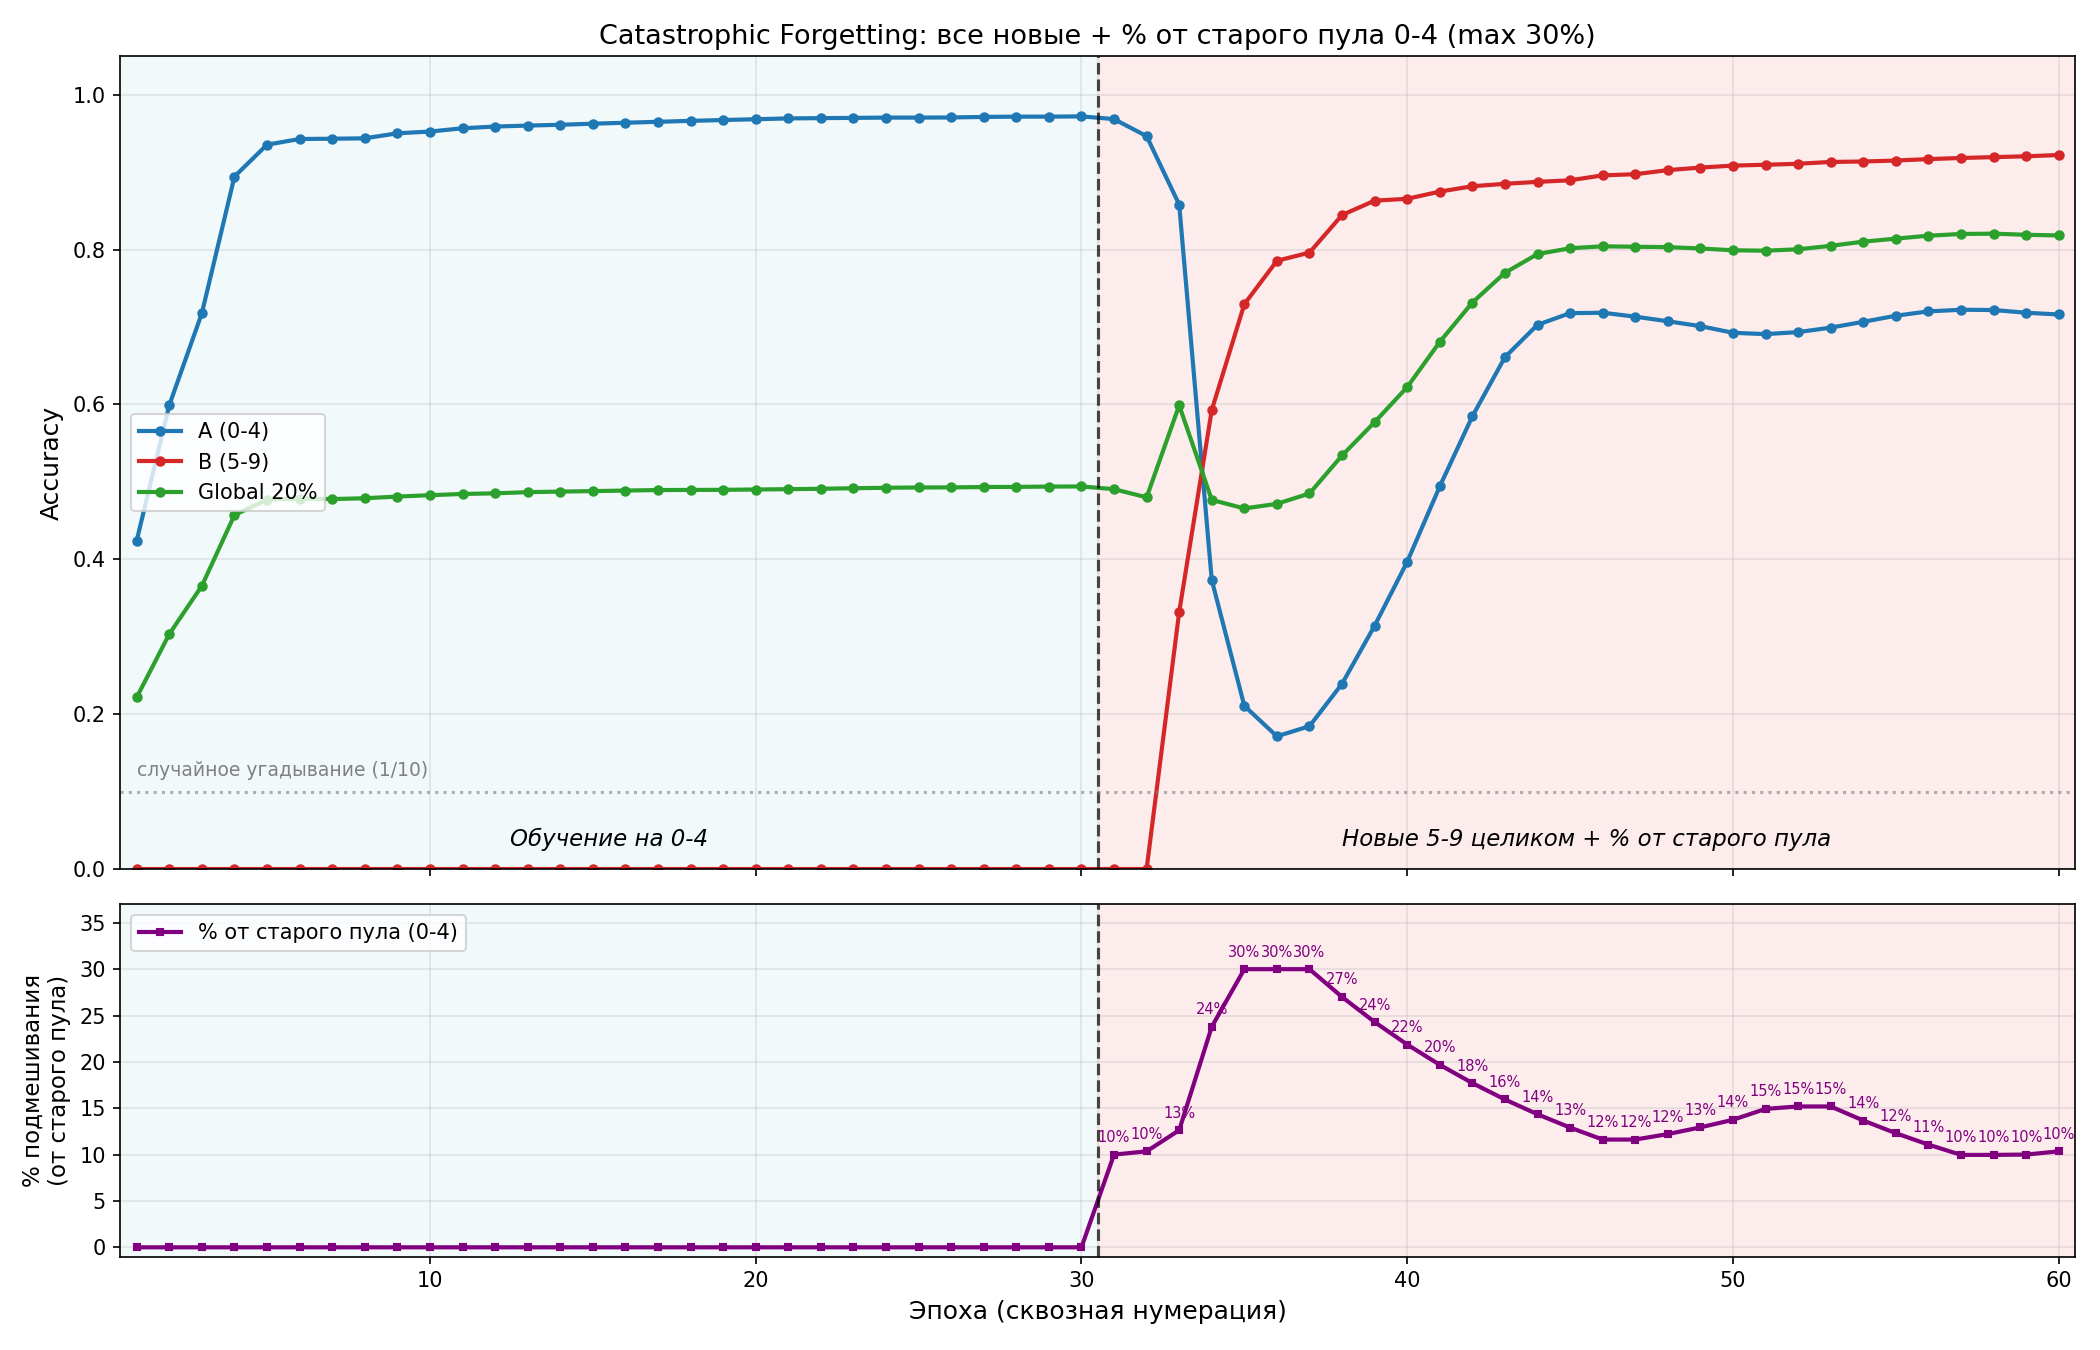 Catastrophic Forgetting: все новые + % от старого пула 0-4 (max 30%)
Accuracy
1.0
0.8
0.6
0.4
0.2
0.0
A (0-4)
B (5-9)
Global 20%
случайное угадывание (1/10)
Обучение на 0-4
Новые 5-9 целиком + % от старого пула
% подмешивания
(от старого пула)
35
30
25
20
15
10
5
0
% от старого пула (0-4)
10% 10% 13% 24% 30% 30% 30% 27% 24% 22% 20% 18% 16% 14% 13% 12% 12% 12% 13% 14% 15% 15% 15% 14% 12% 11% 10% 10% 10% 10%
10 20 30 40 50 60
Эпоха (сквозная нумерация)